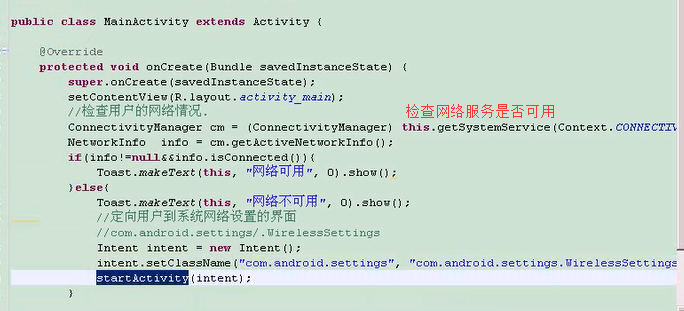 public class MainActivity extends Activity {
@Override
protected void onCreate(Bundle savedInstanceState) {
super.onCreate(savedInstanceState);
setContentView(R.layout.activity_main);
//检查用户的网络情况.
检查网络服务是否可用
ConnectivityManager cm = (ConnectivityManager) this.getSystemService(Context.CONNECTIV
NetworkInfo  info = cm.getActiveNetworkInfo();
if(info!=null&&info.isConnected()){
Toast.makeText(this, "网络可用", 0).show();
}else{
Toast.makeText(this, "网络不可用", 0).show();
//定向用户到系统网络设置的界面
//com.android.settings/.WirelessSettings
Intent intent = new Intent();
intent.setClassName("com.android.settings", "com.android.settings.WirelessSettings
startActivity(intent);
}